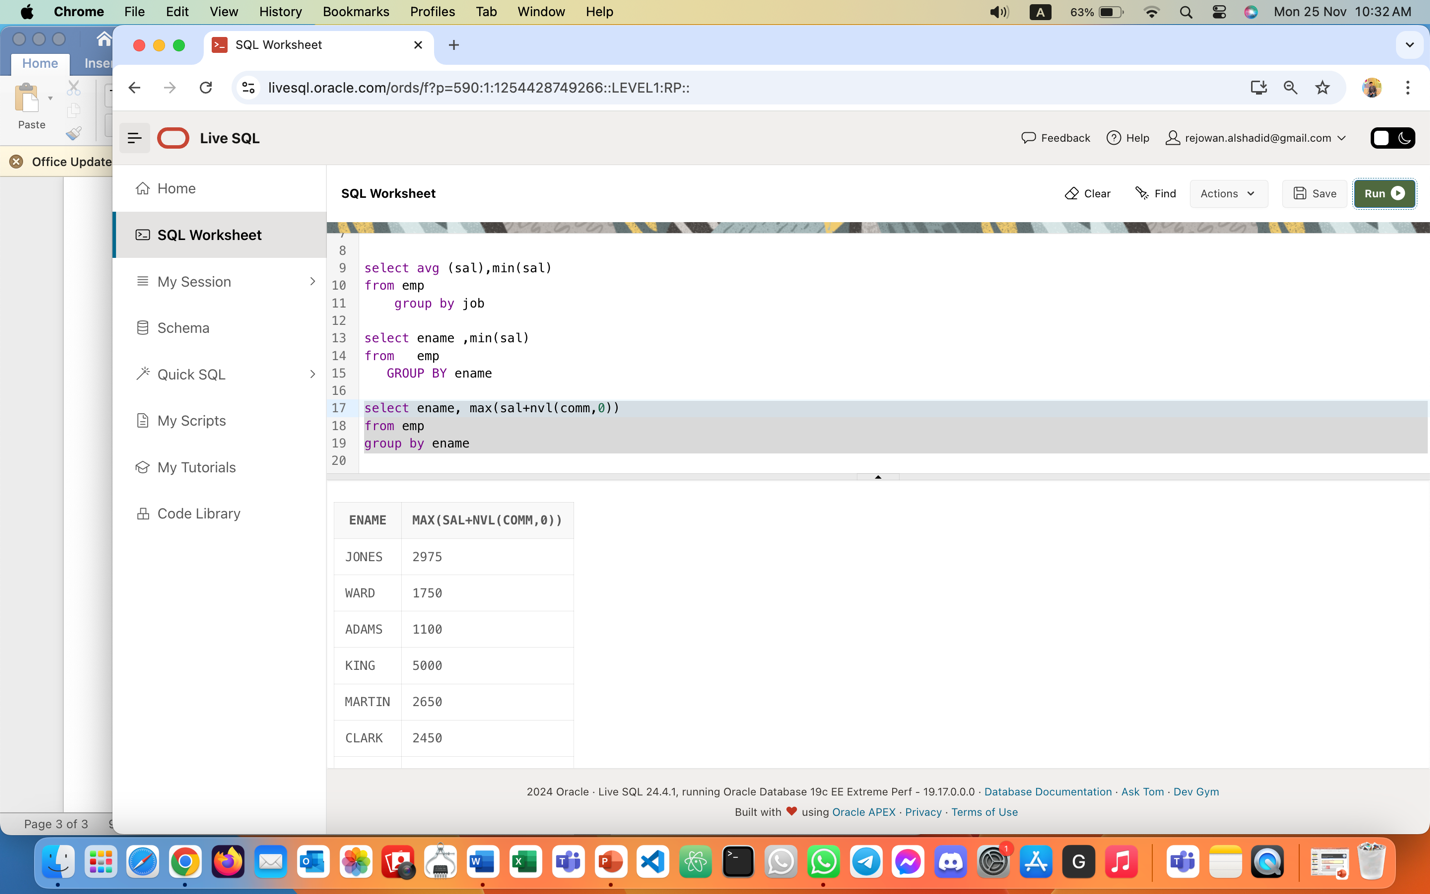 Chrome File Edit View History Bookmarks Profiles Tab Window Help
A 63% Mon 25 Nov 10:32 AM
SQL Worksheet
Home Inse
livesql.oracle.com/ords/f?p=590:1:1254428749266::LEVEL1:RP::
Paste
Live SQL
Feedback Help rejowan.alshadid@gmail.com
Office Update
Home
SQL Worksheet
My Session
Schema
Quick SQL
My Scripts
My Tutorials
Code Library
SQL Worksheet
Clear Find Actions Save Run
7
8
9 select avg (sal),min(sal)
10 from emp
11 group by job
12
13 select ename ,min(sal)
14 from emp
15 GROUP BY ename
16
17 select ename, max(sal+nvl(comm,0))
18 from emp
19 group by ename
20
ENAME MAX(SAL+NVL(COMM,0))
JONES 2975
WARD 1750
ADAMS 1100
KING 5000
MARTIN 2650
CLARK 2450
2024 Oracle · Live SQL 24.4.1, running Oracle Database 19c EE Extreme Perf - 19.17.0.0.0 · Database Documentation · Ask Tom · Dev Gym
Built with ❤ using Oracle APEX · Privacy · Terms of Use
Page 3 of 3
1